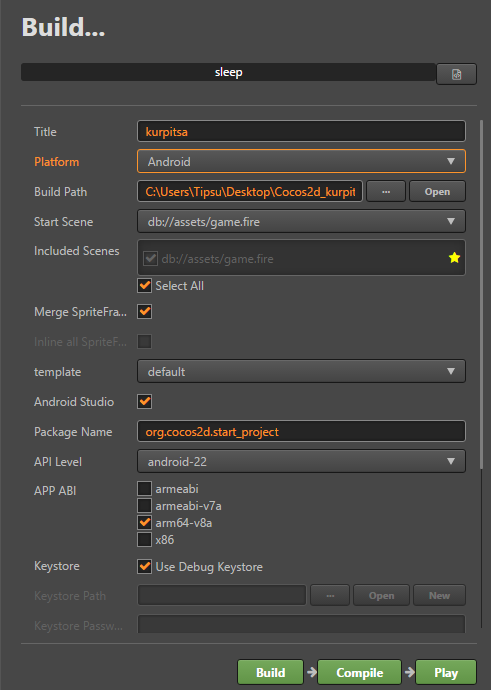 Build...
sleep
Title kurpitsa
Platform Android
Build Path C:\Users\Tipsu\Desktop\Cocos2d_kurpit ... Open
Start Scene db://assets/game.fire
Included Scenes db://assets/game.fire
Select All
Merge SpriteFra...
Inline all SpriteF...
template default
Android Studio
Package Name org.cocos2d.start_project
API Level android-22
APP ABI armeabi
armeabi-v7a
arm64-v8a
x86
Keystore Use Debug Keystore
Keystore Path ... Open New
Keystore Passw...
Build Compile Play